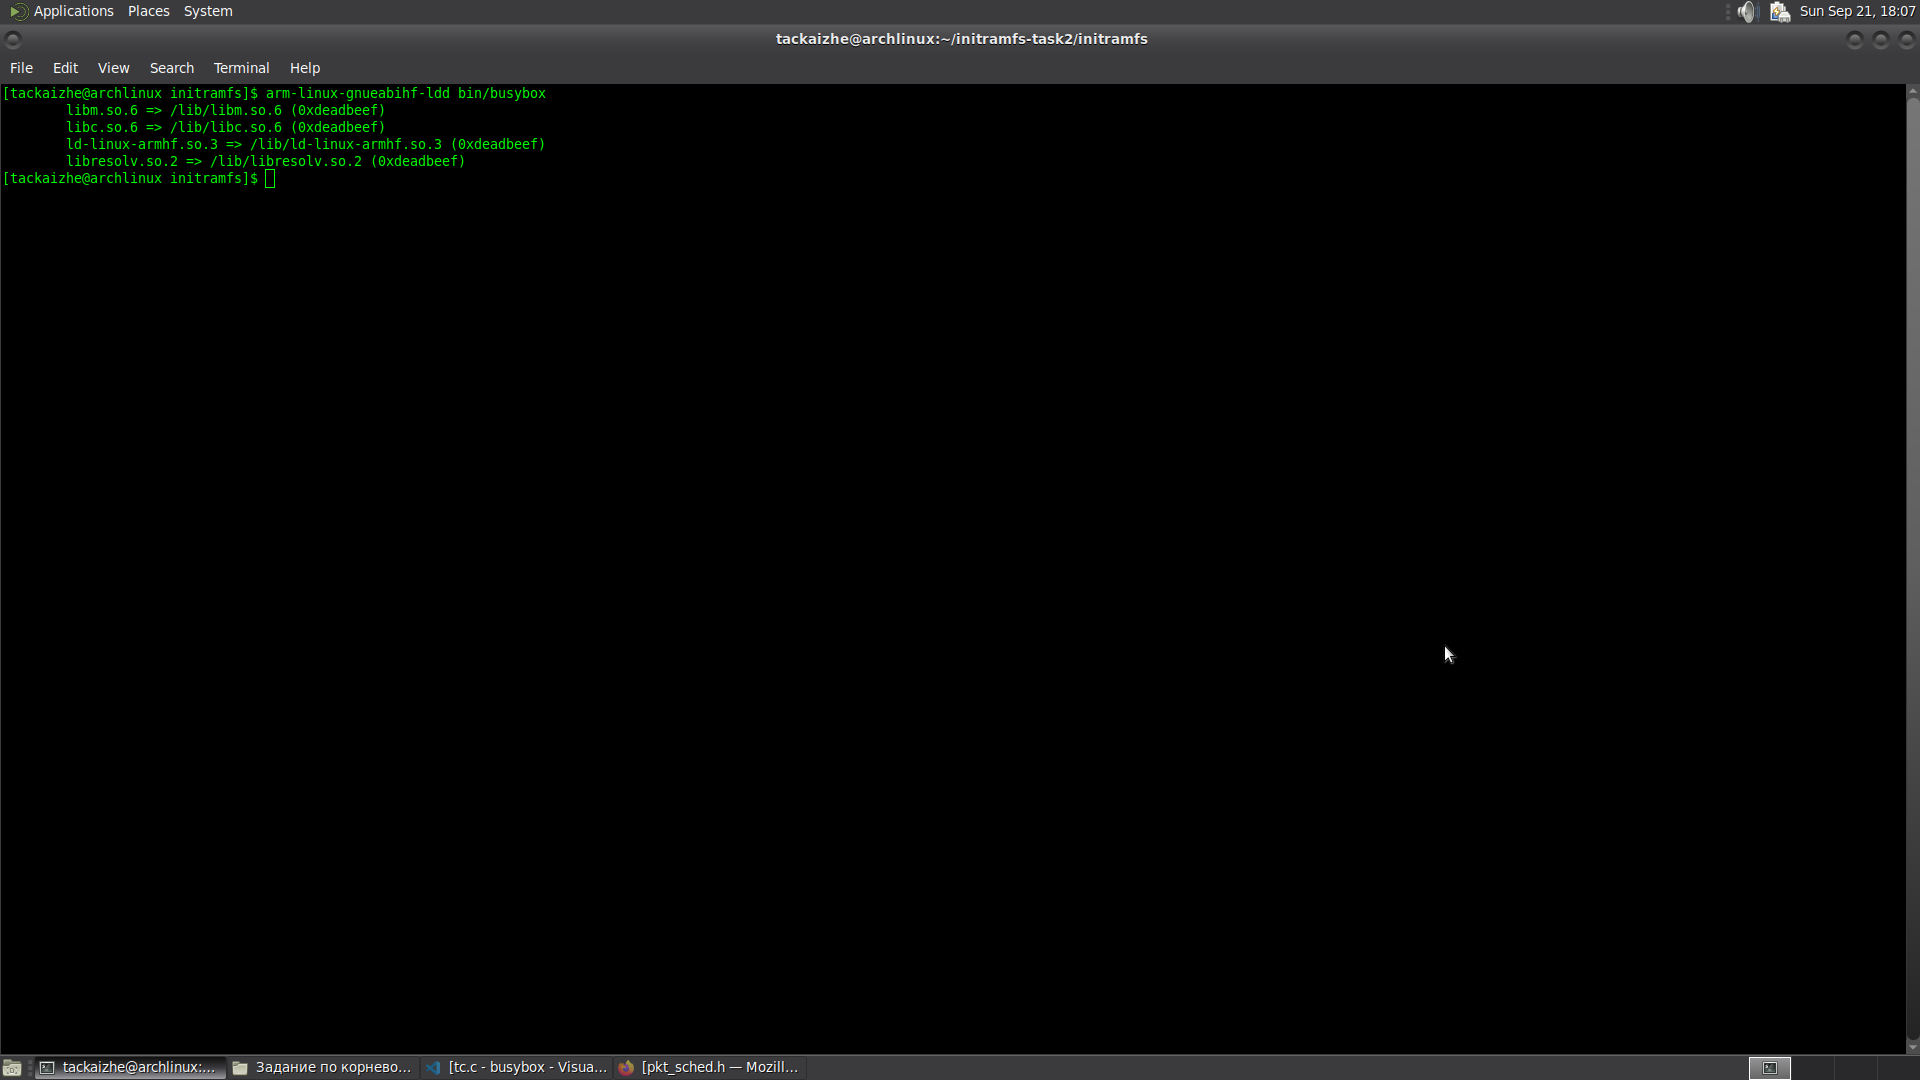 Applications Places System
Sun Sep 21, 18:07
tackaizhe@archlinux:~/initramfs-task2/initramfs
File Edit View Search Terminal Help
[tackaizhe@archlinux initramfs]$ arm-linux-gnueabihf-ldd bin/busybox
libm.so.6 => /lib/libm.so.6 (0xdeadbeef)
libc.so.6 => /lib/libc.so.6 (0xdeadbeef)
ld-linux-armhf.so.3 => /lib/ld-linux-armhf.so.3 (0xdeadbeef)
libresolv.so.2 => /lib/libresolv.so.2 (0xdeadbeef)
[tackaizhe@archlinux initramfs]$
tackaizhe@archlinux:...
Задание по корнево...
[tc.c - busybox - Visua...
[pkt_sched.h — Mozill...